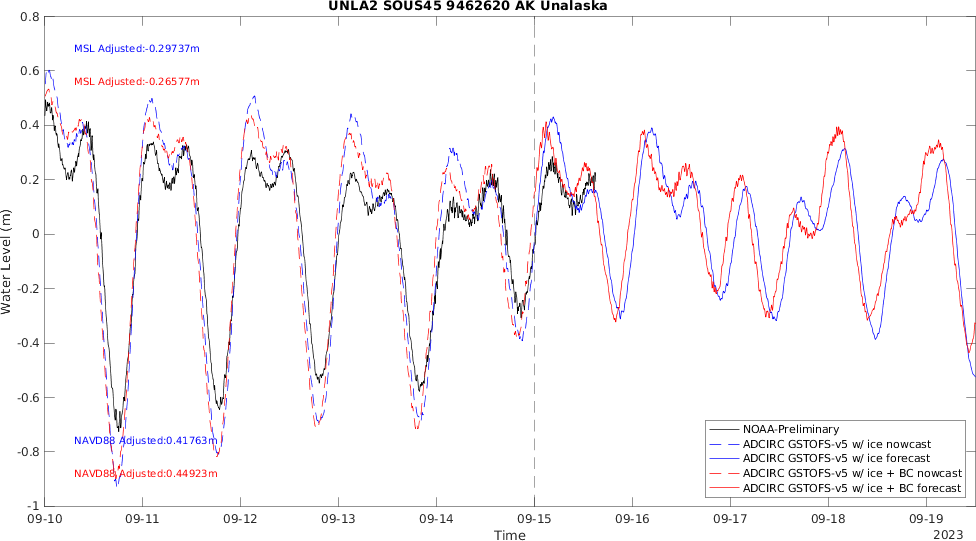 UNLA2 SOUS45 9462620 AK Unalaska
0.8
0.6
0.4
0.2
0
-0.2
-0.4
-0.6
-0.8
-1
Water Level (m)
MSL Adjusted:-0.29737m
MSL Adjusted:-0.26577m
NAVD88 Adjusted:0.41763m
NAVD88 Adjusted:0.44923m
NOAA-Preliminary
ADCIRC GSTOFS-v5 w/ ice nowcast
ADCIRC GSTOFS-v5 w/ ice forecast
ADCIRC GSTOFS-v5 w/ ice + BC nowcast
ADCIRC GSTOFS-v5 w/ ice + BC forecast
09-10 09-11 09-12 09-13 09-14 09-15 09-16 09-17 09-18 09-19
Time
2023